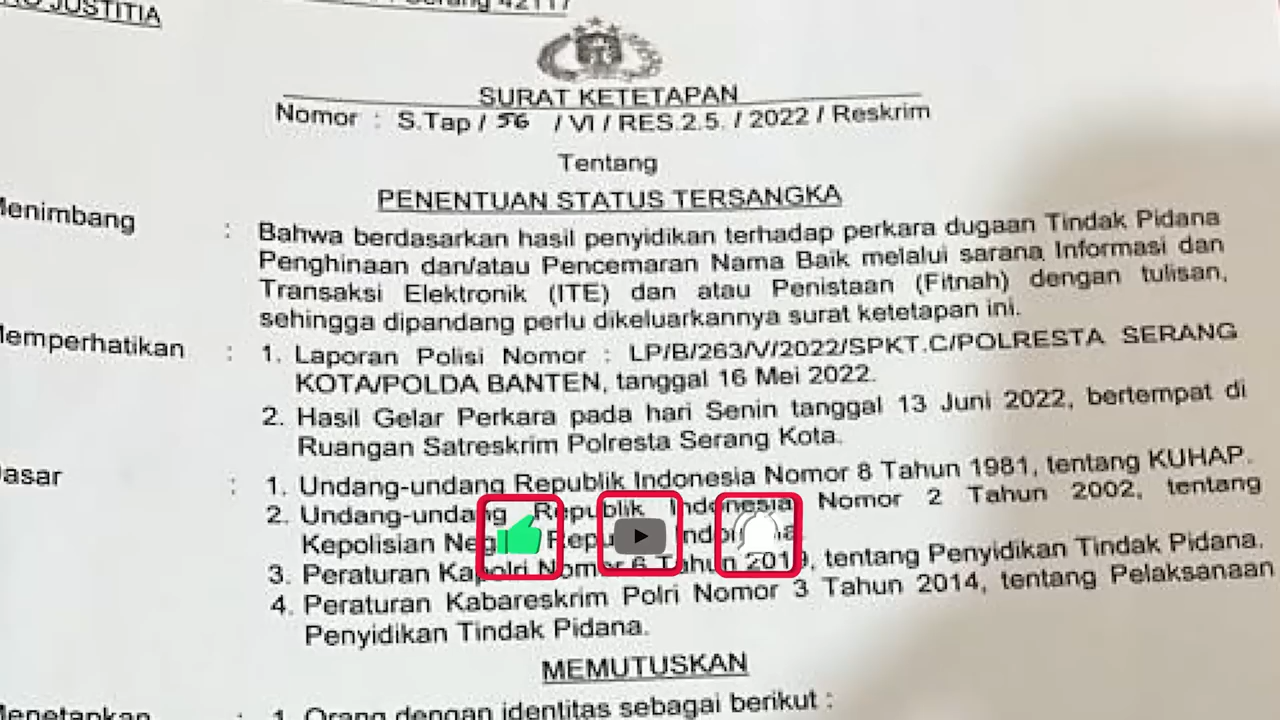 JUSTITIA
Serang 42117
SURAT KETETAPAN
Nomor : S.Tap / 56 / VI / RES.2.5. / 2022 / Reskrim
Tentang
PENENTUAN STATUS TERSANGKA
Menimbang : Bahwa berdasarkan hasil penyidikan terhadap perkara dugaan Tindak Pidana
Penghinaan dan/atau Pencemaran Nama Baik melalui sarana Informasi dan
Transaksi Elektronik (ITE) dan atau Penistaan (Fitnah) dengan tulisan,
sehingga dipandang perlu dikeluarkannya surat ketetapan ini.
Memperhatikan : 1. Laporan Polisi Nomor : LP/B/263/V/2022/SPKT.C/POLRESTA SERANG
KOTA/POLDA BANTEN, tanggal 16 Mei 2022.
2. Hasil Gelar Perkara pada hari Senin tanggal 13 Juni 2022, bertempat di
Ruangan Satreskrim Polresta Serang Kota.
Dasar : 1. Undang-undang Republik Indonesia Nomor 8 Tahun 1981, tentang KUHAP.
2. Undang-undang Republik Indonesia Nomor 2 Tahun 2002, tentang
Kepolisian Negara Republik Indonesia.
3. Peraturan Kapolri Nomor 6 Tahun 2019, tentang Penyidikan Tindak Pidana.
4. Peraturan Kabareskrim Polri Nomor 3 Tahun 2014, tentang Pelaksanaan
Penyidikan Tindak Pidana.
MEMUTUSKAN
Menetapkan : 1. Orang dengan identitas sebagai berikut :